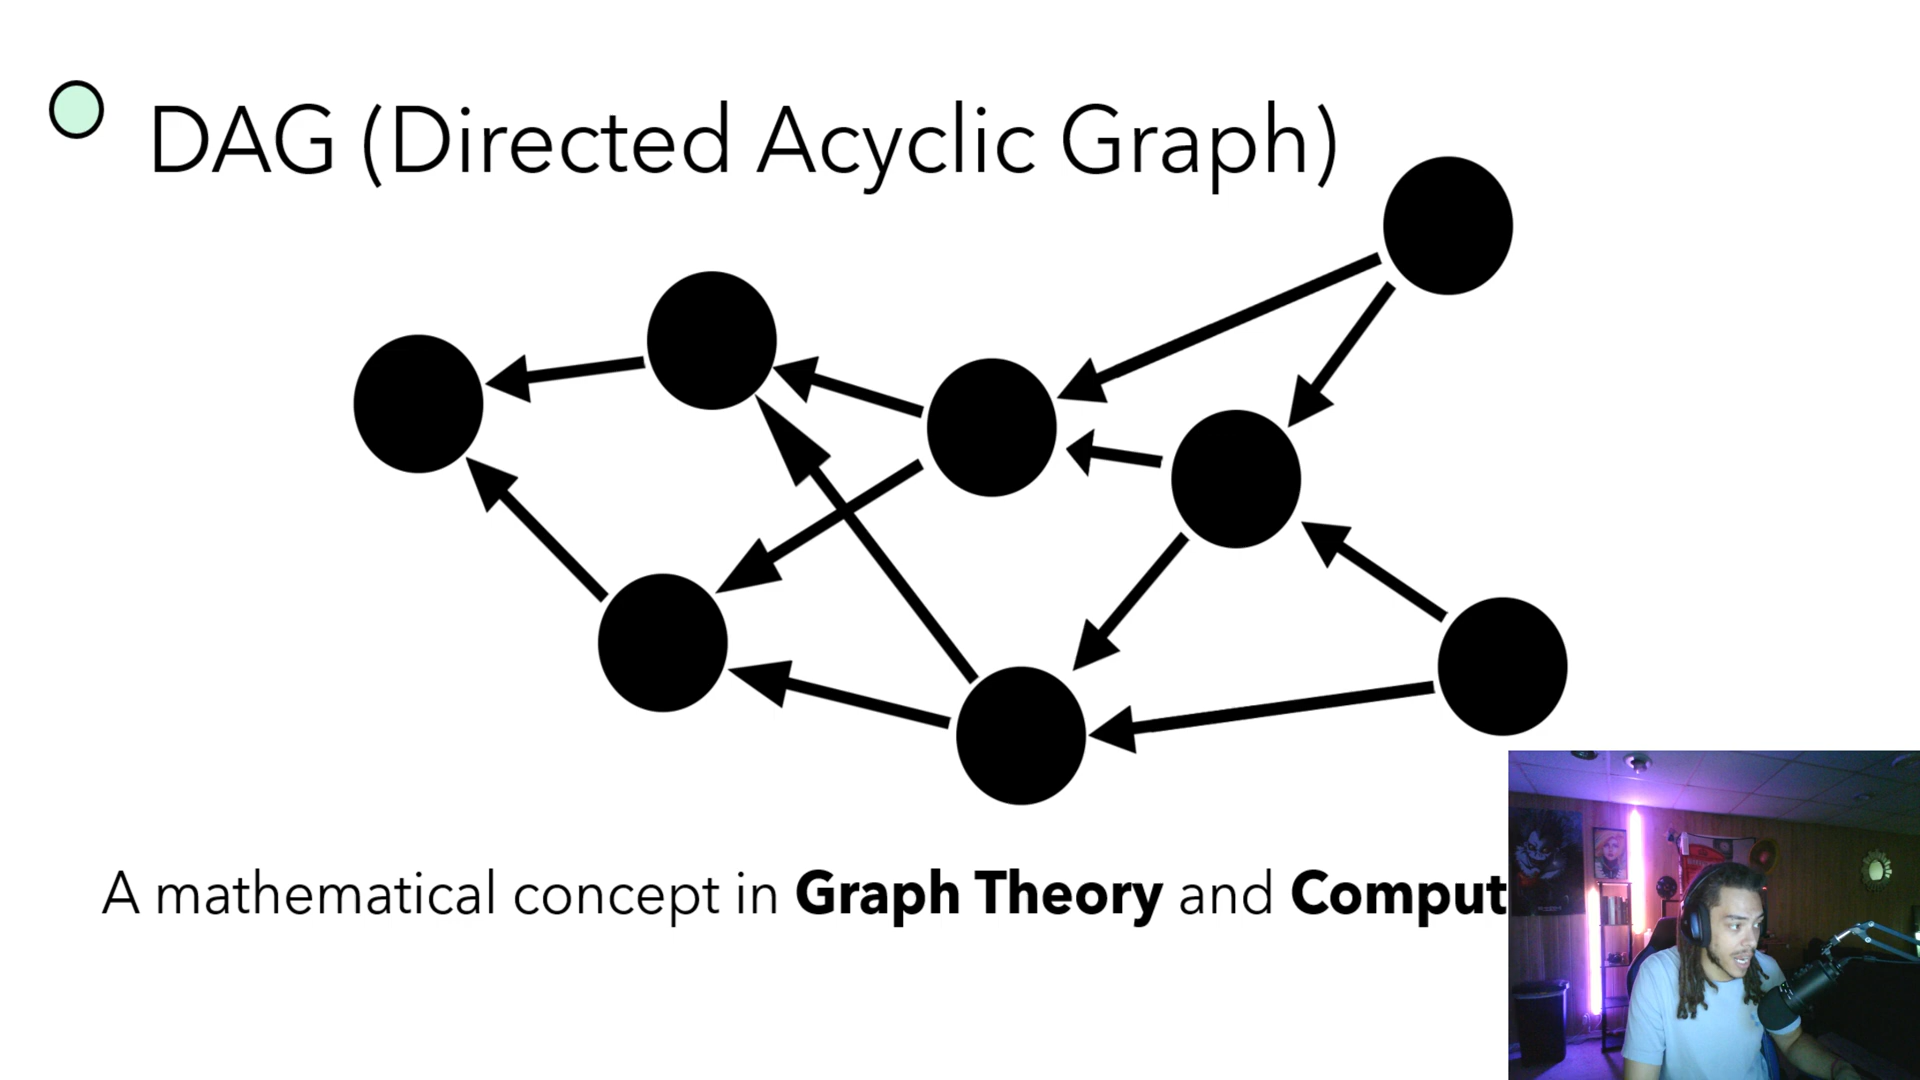 DAG (Directed Acyclic Graph)
A mathematical concept in Graph Theory and Comput